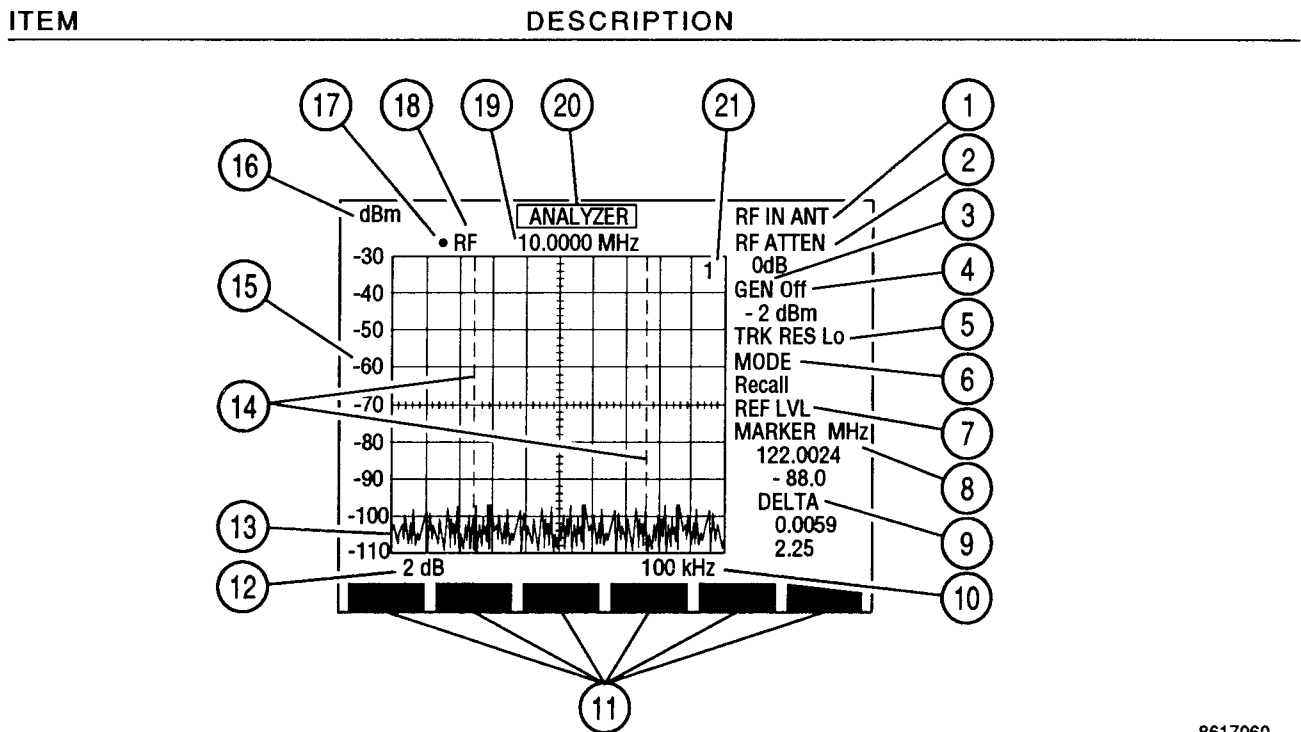 ITEM DESCRIPTION
17 18 19 20 21 1
16 2
3
dBm ANALYZER RF IN ANT
• RF 10.0000 MHz RF ATTEN
-30 1 0dB
4
GEN Off
15 -40 - 2 dBm
-50 TRK RES Lo 5
-60 MODE 6
Recall
14 -70 REF LVL 7
-80 MARKER MHz
122.0024 8
-90 - 88.0
-100 DELTA
13 0.0059 9
-110 2.25
12 2 dB 100 kHz 10
11
8617060